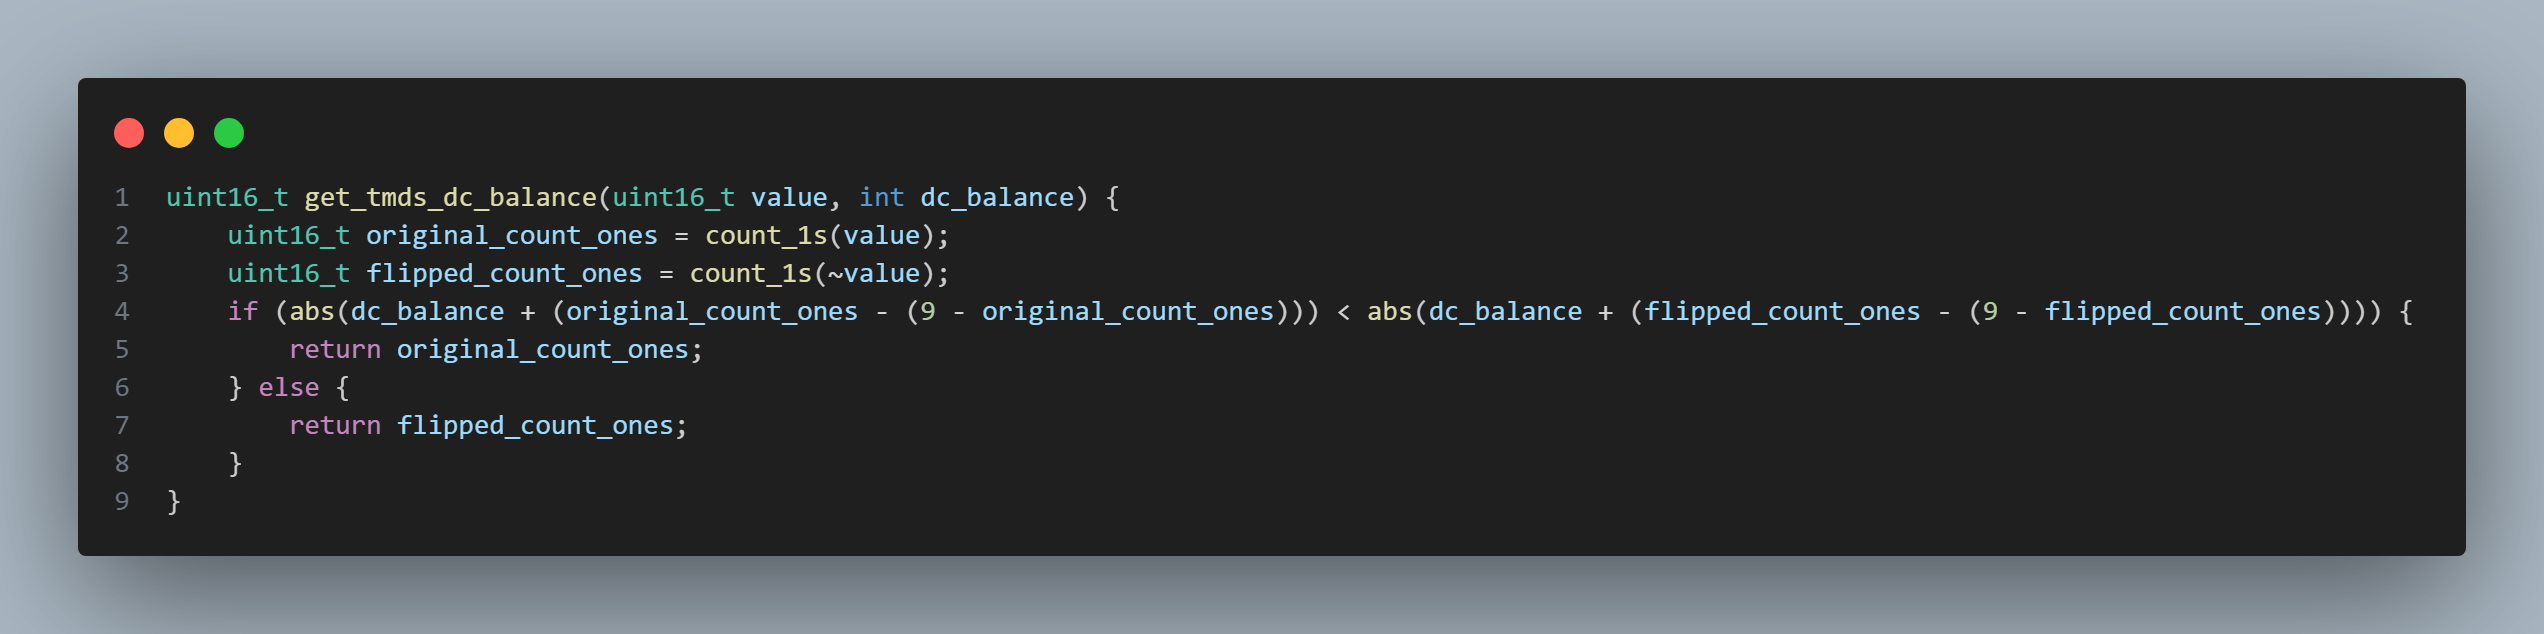 1 uint16_t get_tmds_dc_balance(uint16_t value, int dc_balance) {
2     uint16_t original_count_ones = count_1s(value);
3     uint16_t flipped_count_ones = count_1s(~value);
4     if (abs(dc_balance + (original_count_ones - (9 - original_count_ones))) < abs(dc_balance + (flipped_count_ones - (9 - flipped_count_ones)))) {
5         return original_count_ones;
6     } else {
7         return flipped_count_ones;
8     }
9 }